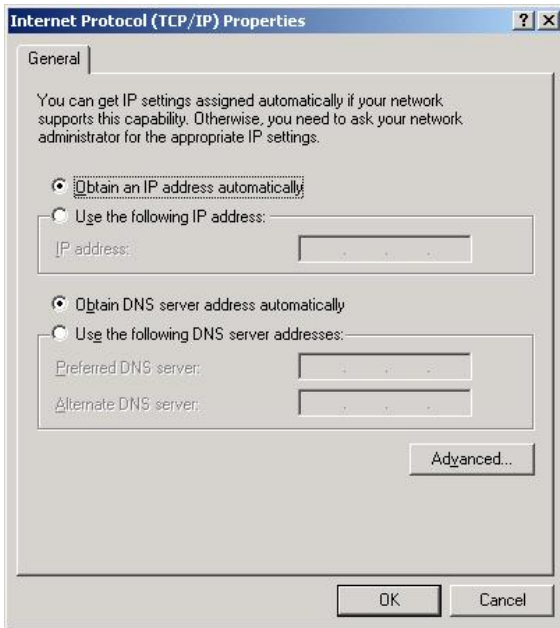 Internet Protocol (TCP/IP) Properties
General
You can get IP settings assigned automatically if your network
supports this capability. Otherwise, you need to ask your network
administrator for the appropriate IP settings.
Obtain an IP address automatically
Use the following IP address:
IP address:
Obtain DNS server address automatically
Use the following DNS server addresses:
Preferred DNS server:
Alternate DNS server:
Advanced...
OK
Cancel